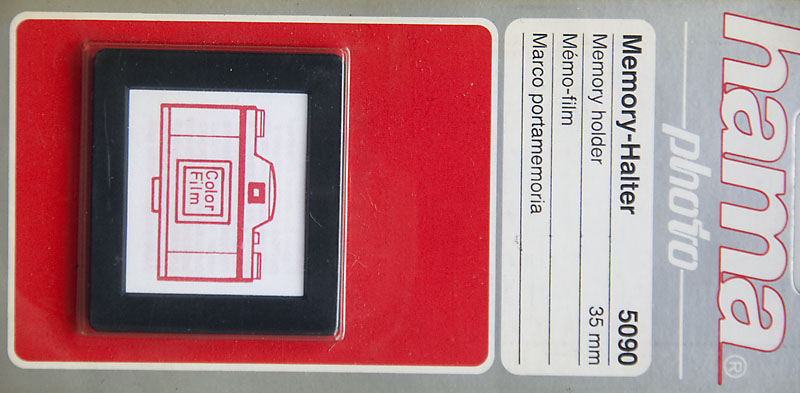 hama®
photo
Memory-Halter 5090
Memory holder 35 mm
Mémo-film
Marco portamemoria
Color
Film